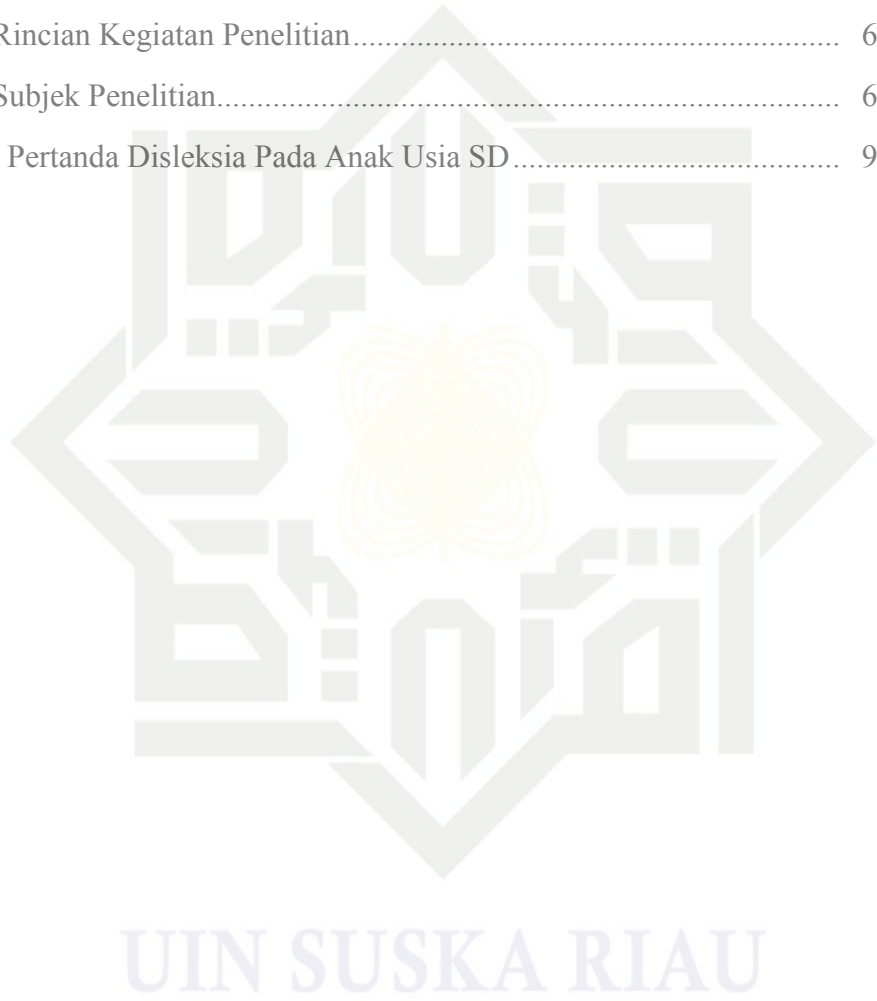 Rincian Kegiatan Penelitian.................................................................................. 6
Subjek Penelitian................................................................................................... 6
Pertanda Disleksia Pada Anak Usia SD................................................... 9
UIN SUSKA RIAU